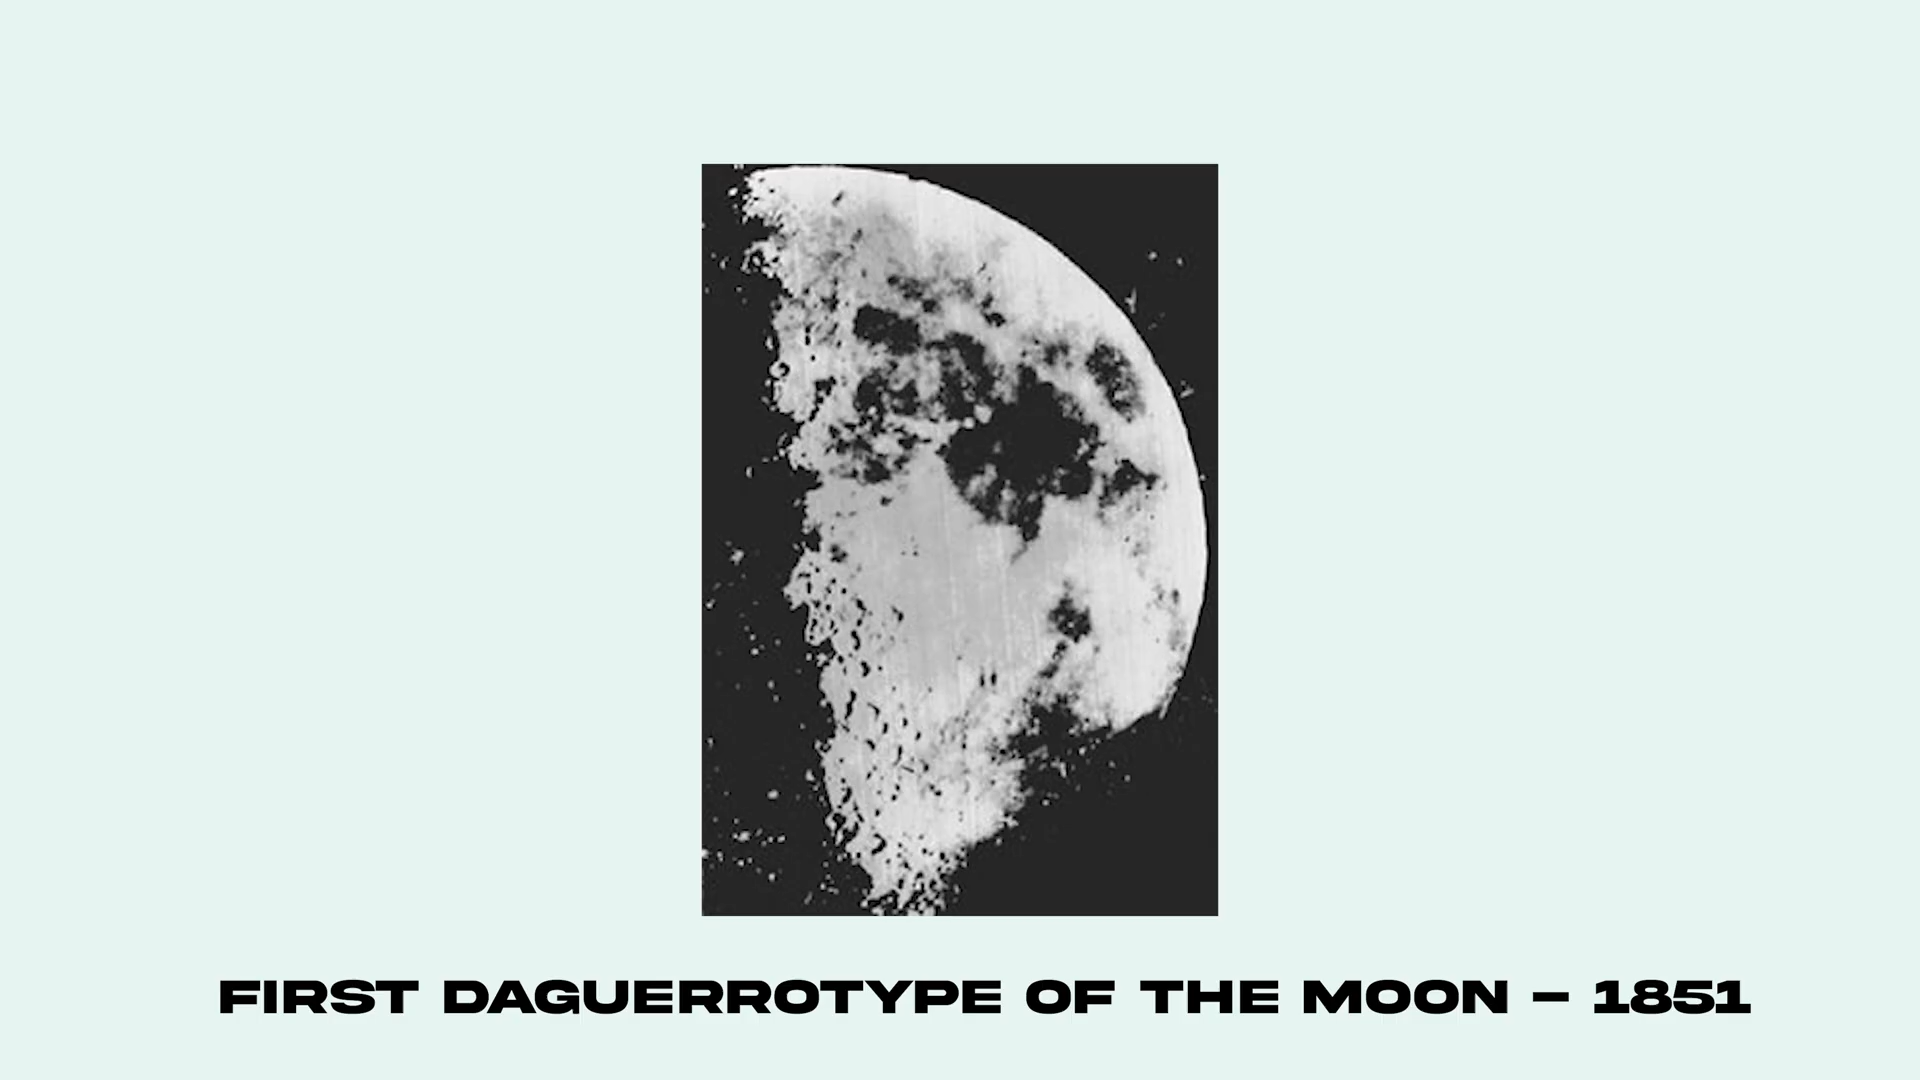 FIRST DAGUERROTYPE OF THE MOON – 1851